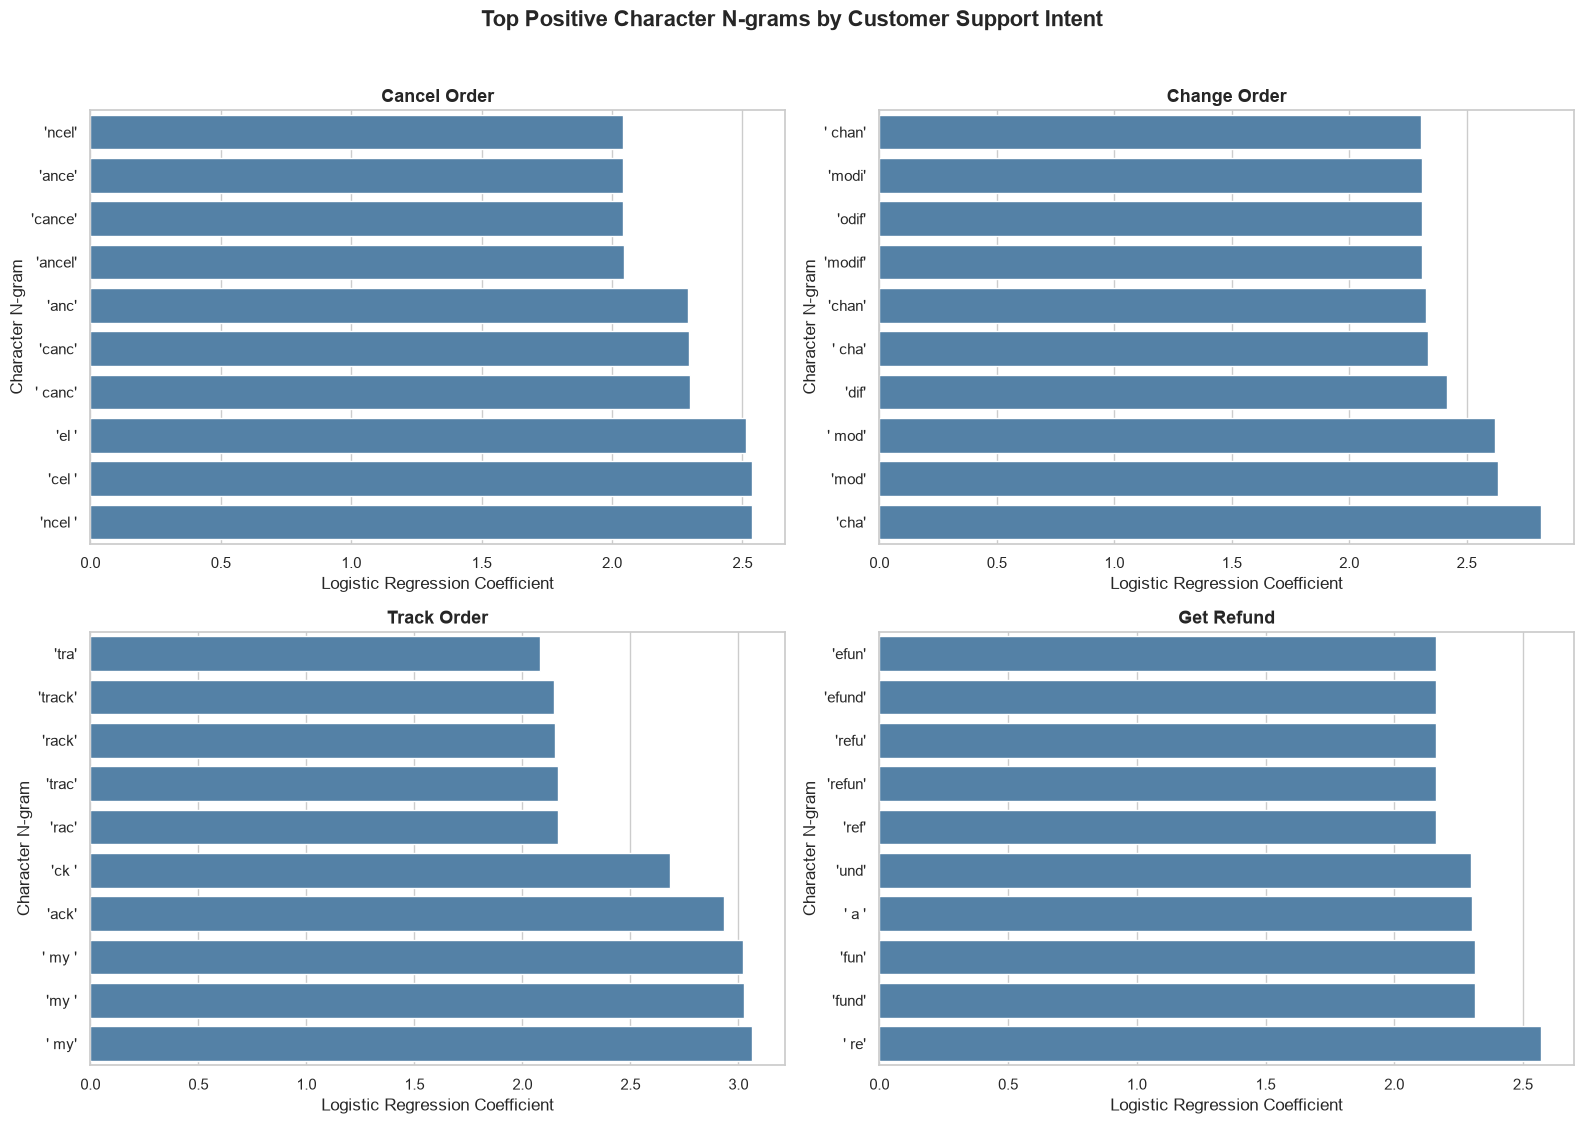 Top Positive Character N-grams by Customer Support Intent
Cancel Order
Character N-gram
'ncel'
'ance'
'cance'
'ancel'
'anc'
'canc'
' canc'
'el '
'cel '
'ncel '
0.0 0.5 1.0 1.5 2.0 2.5
Logistic Regression Coefficient
Change Order
Character N-gram
' chan'
'modi'
'odif'
'modif'
'chan'
' cha'
'dif'
' mod'
'mod'
'cha'
0.0 0.5 1.0 1.5 2.0 2.5
Logistic Regression Coefficient
Track Order
Character N-gram
'tra'
'track'
'rack'
'trac'
'rac'
'ck '
'ack'
' my '
'my '
' my'
0.0 0.5 1.0 1.5 2.0 2.5 3.0
Logistic Regression Coefficient
Get Refund
Character N-gram
'efun'
'efund'
'refu'
'refun'
'ref'
'und'
' a '
'fun'
'fund'
' re'
0.0 0.5 1.0 1.5 2.0 2.5
Logistic Regression Coefficient